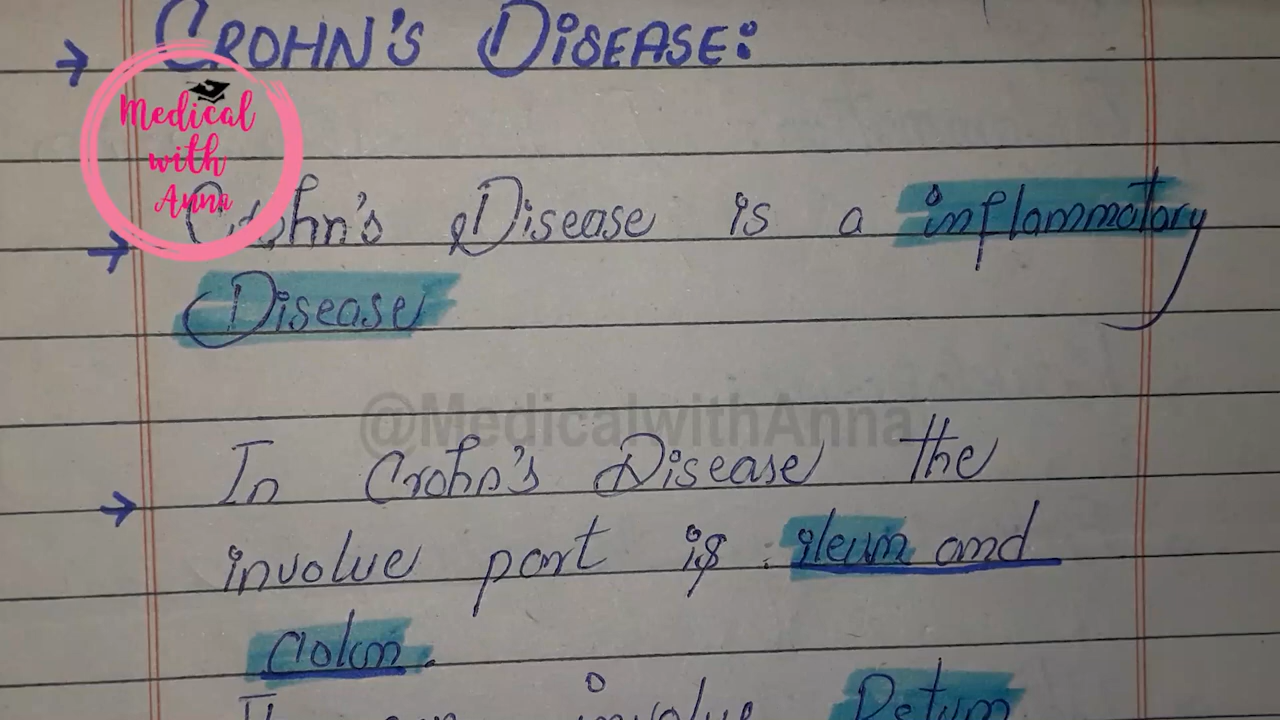 → CROHN'S DISEASE:
Medical
with
Anna
→ Crohn's Disease is a inflammatory
Disease
@MedicalwithAnna
→ In Crohn's Disease the
involve part is ileum and
Colon.
involve